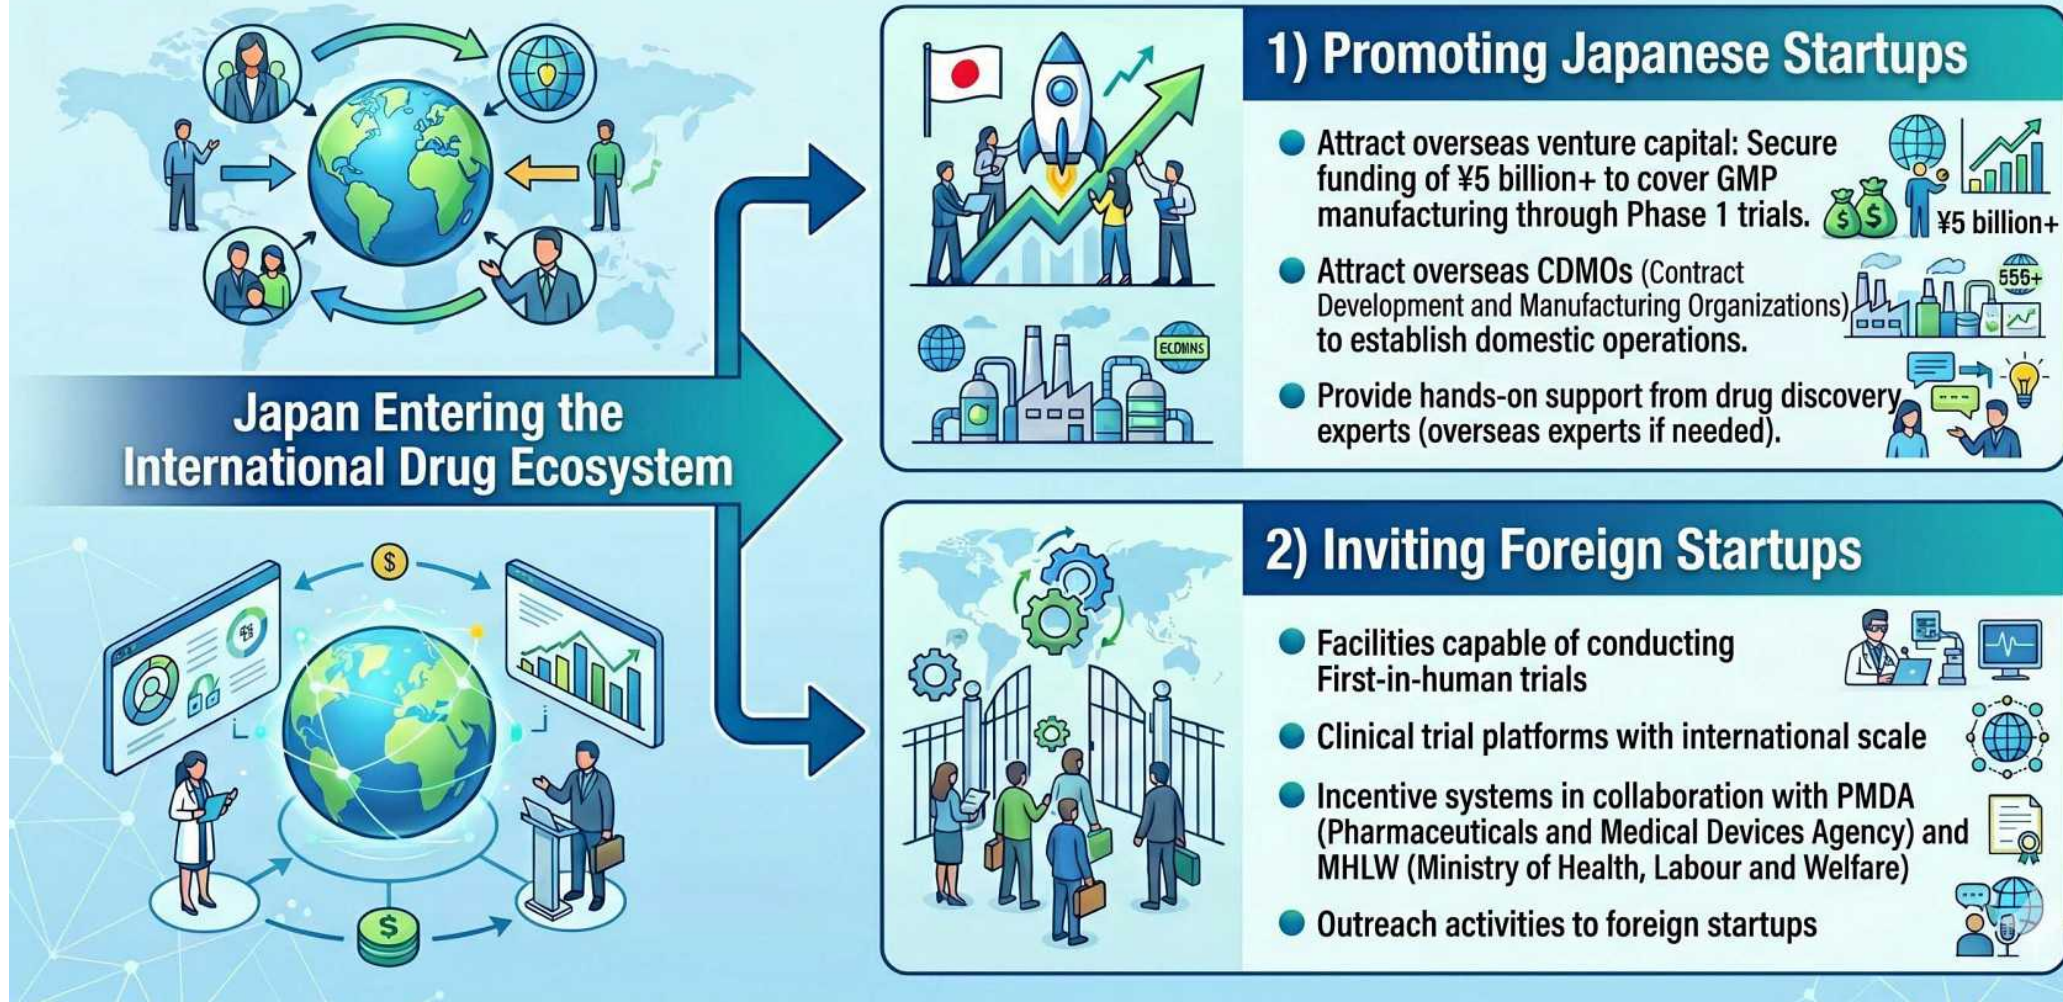 Japan Entering the
International Drug Ecosystem
1) Promoting Japanese Startups
Attract overseas venture capital: Secure
funding of ¥5 billion+ to cover GMP
manufacturing through Phase 1 trials.
¥5 billion+
Attract overseas CDMOs (Contract
Development and Manufacturing Organizations)
to establish domestic operations.
555+
ECDMNS
Provide hands-on support from drug discovery
experts (overseas experts if needed).
2) Inviting Foreign Startups
Facilities capable of conducting
First-in-human trials
Clinical trial platforms with international scale
Incentive systems in collaboration with PMDA
(Pharmaceuticals and Medical Devices Agency) and
MHLW (Ministry of Health, Labour and Welfare)
Outreach activities to foreign startups